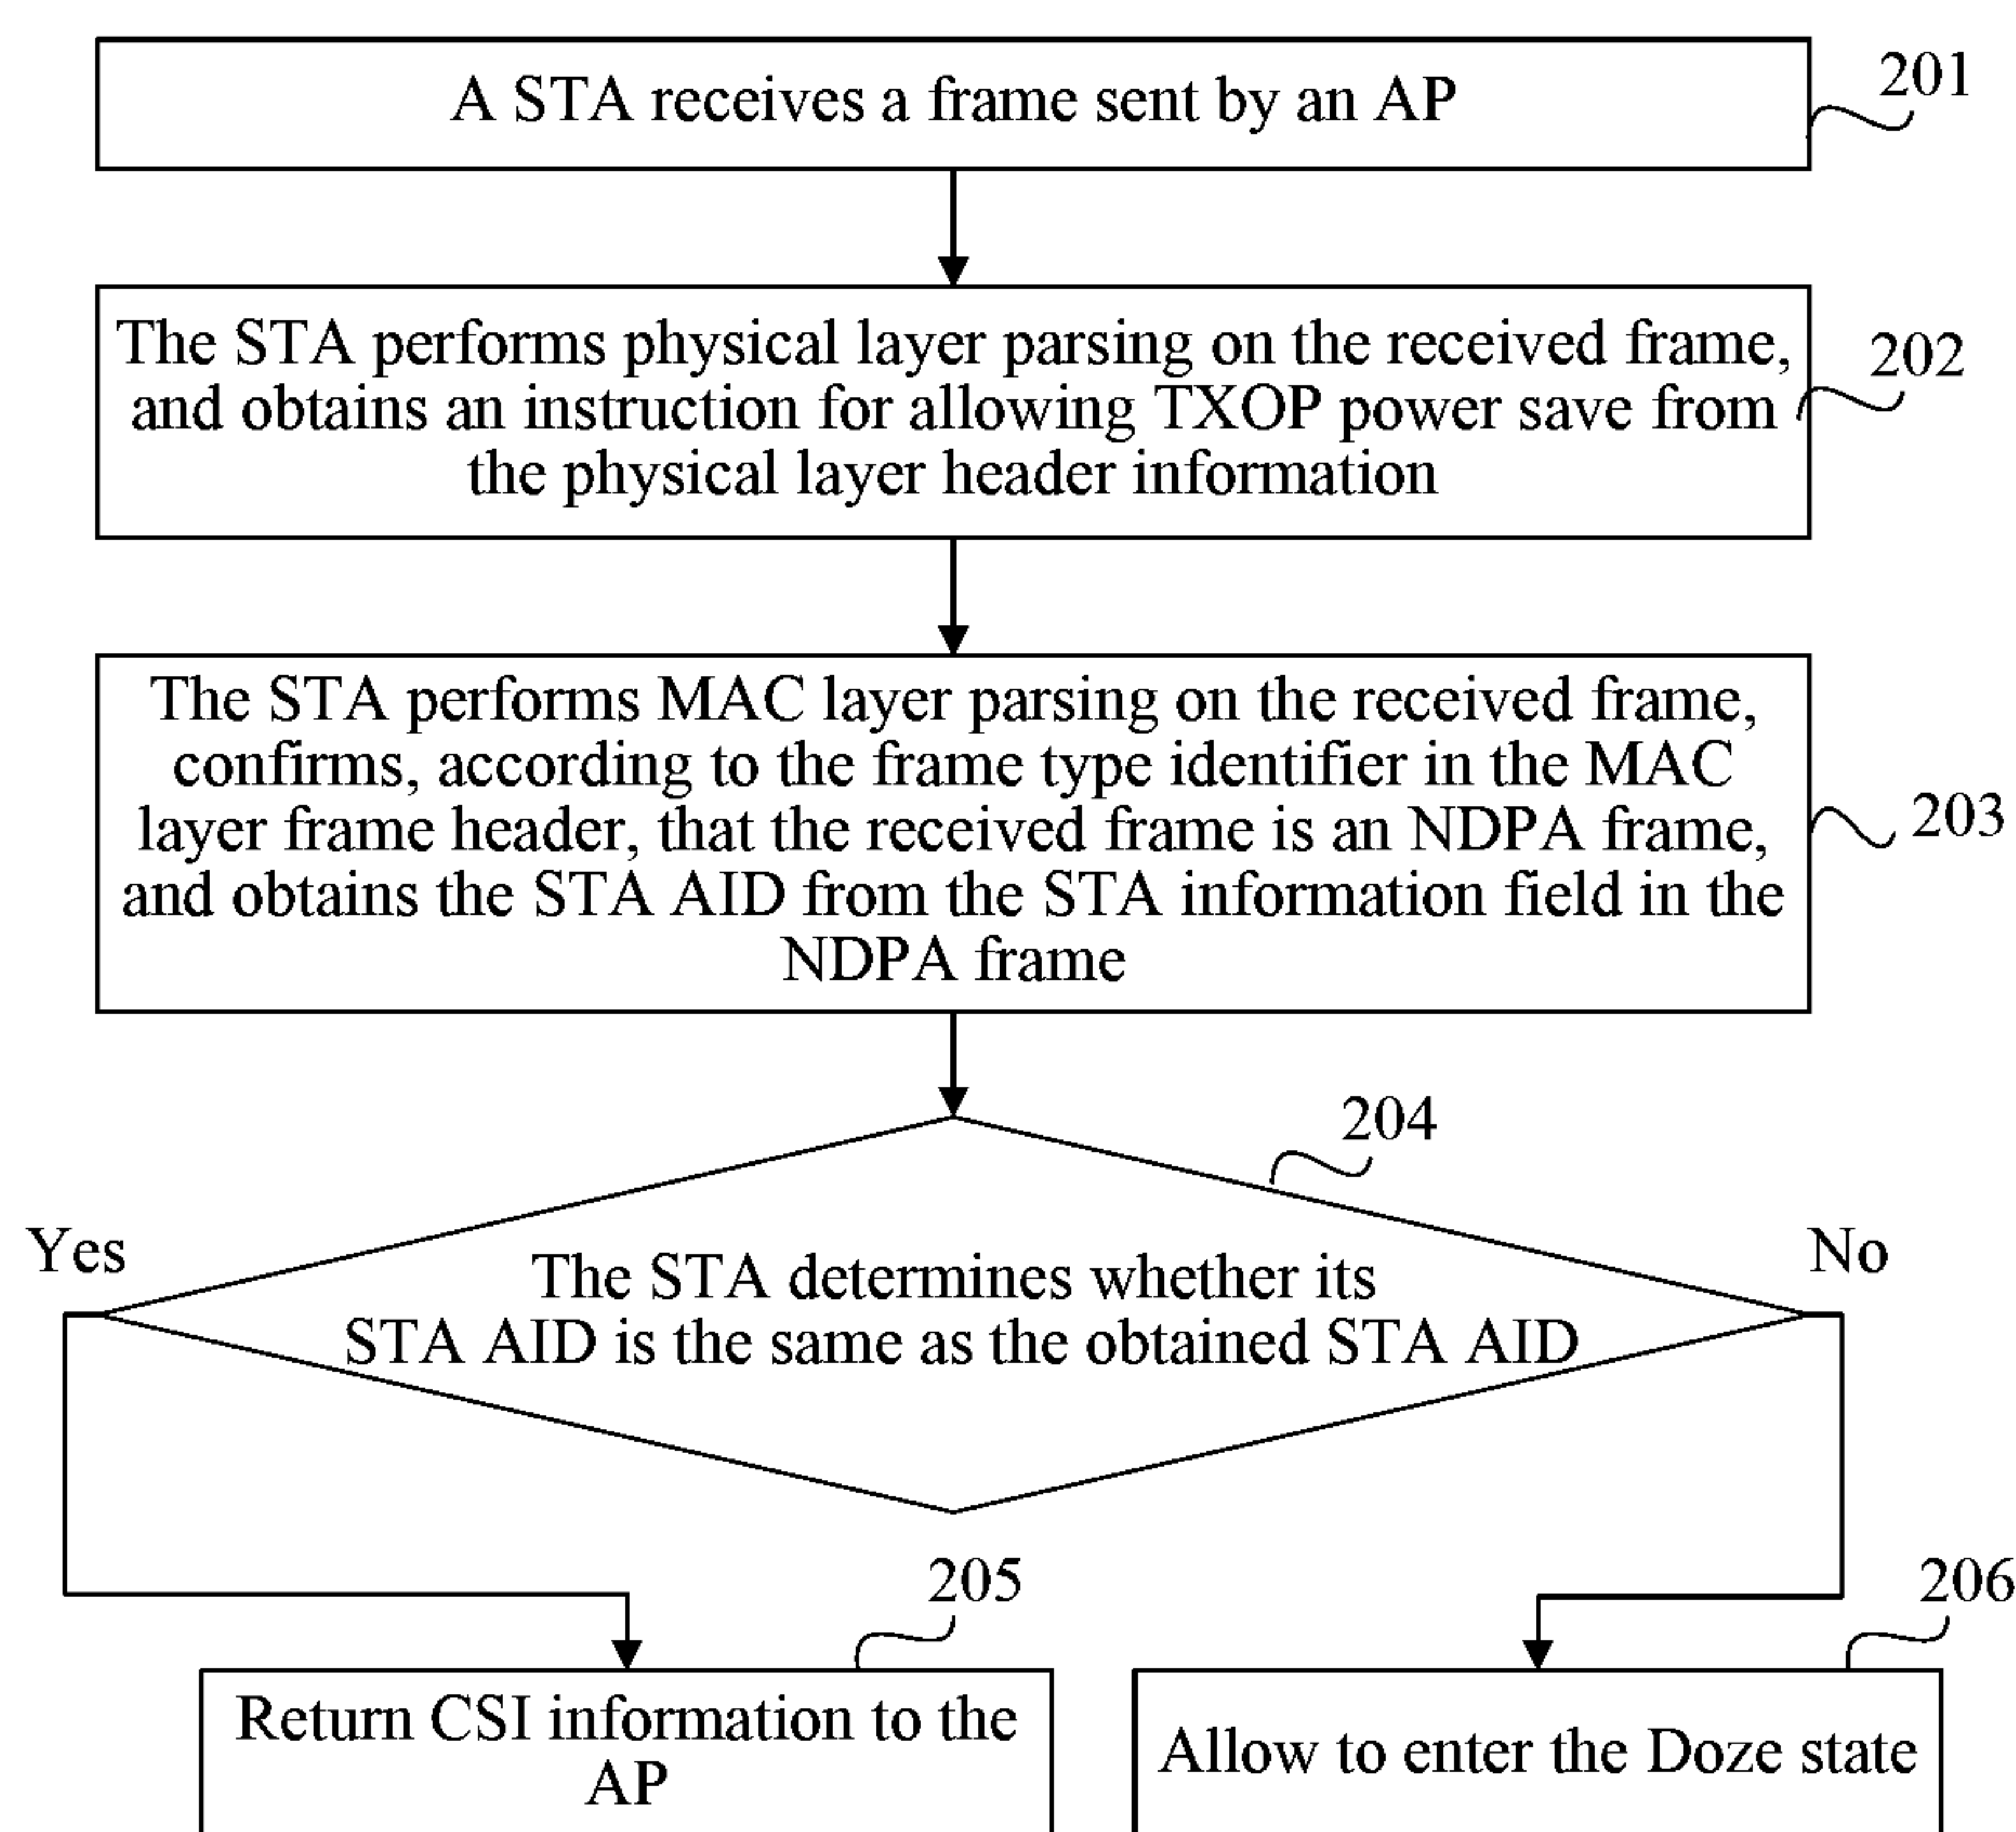 A STA receives a frame sent by an AP
201
The STA performs physical layer parsing on the received frame,
and obtains an instruction for allowing TXOP power save from
the physical layer header information
202
The STA performs MAC layer parsing on the received frame,
confirms, according to the frame type identifier in the MAC
layer frame header, that the received frame is an NDPA frame,
and obtains the STA AID from the STA information field in the
NDPA frame
203
204
Yes
No
The STA determines whether its
STA AID is the same as the obtained STA AID
205
206
Return CSI information to the
AP
Allow to enter the Doze state